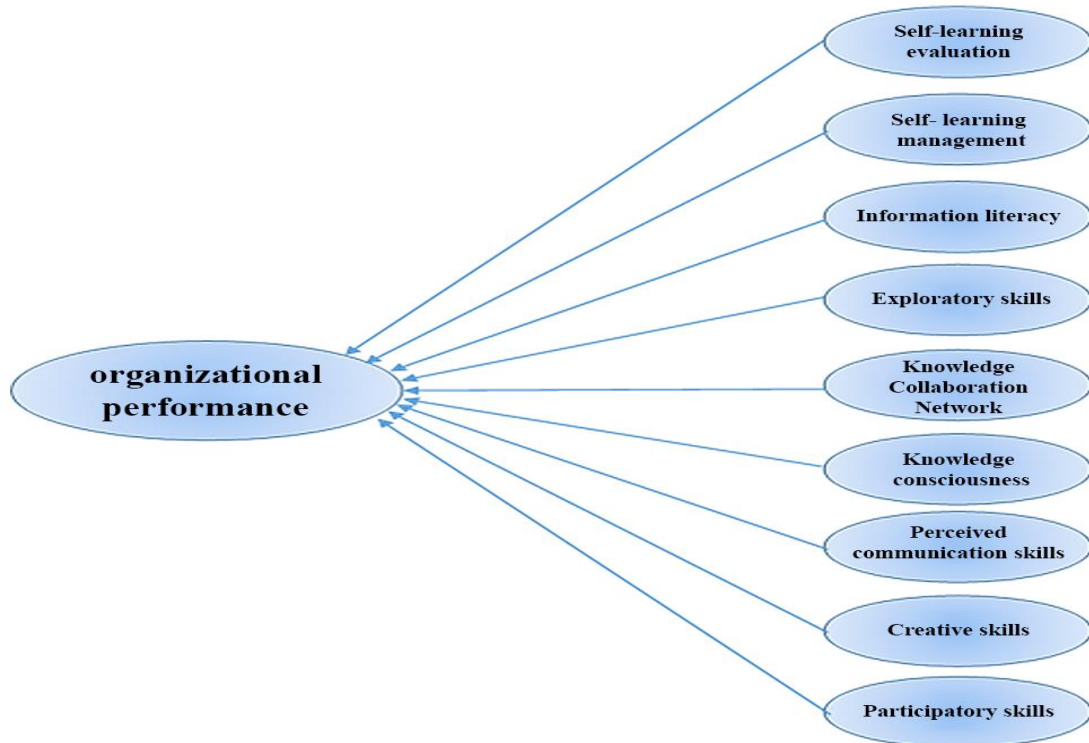 Self-learning
evaluation
Self- learning
management
Information literacy
Exploratory skills
organizational
performance
Knowledge
Collaboration
Network
Knowledge
consciousness
Perceived
communication skills
Creative skills
Participatory skills